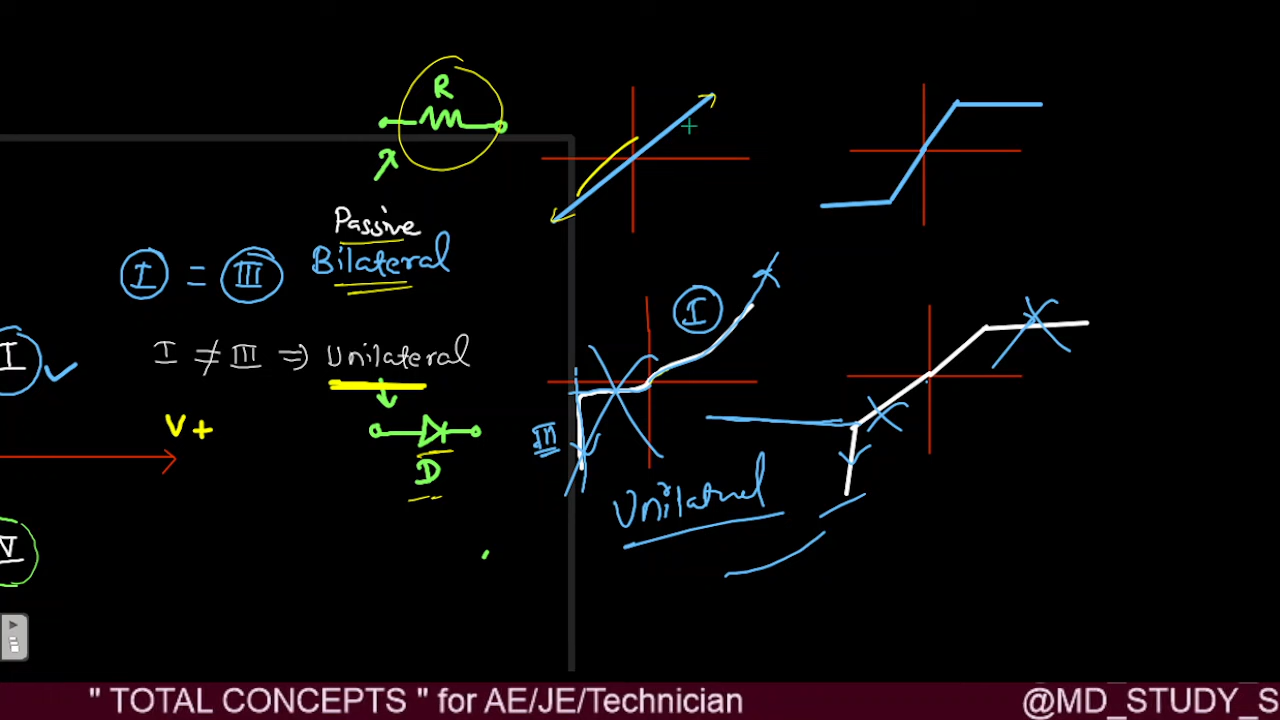 R
Passive
Bilateral
I = III
I ≠ III ⇒ Unilateral
I
V+
D
V
I
III
Unilateral
" TOTAL CONCEPTS " for AE/JE/Technician
@MD_STUDY_S